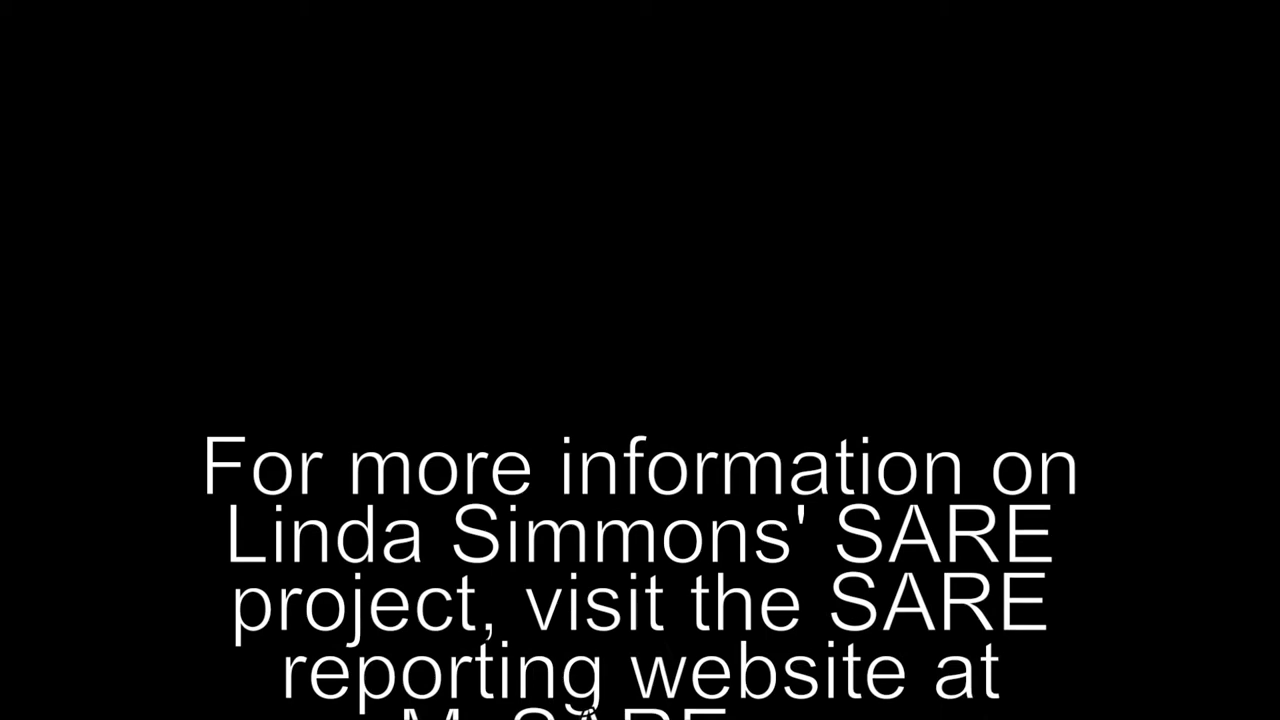 For more information on
Linda Simmons' SARE
project, visit the SARE
reporting website at